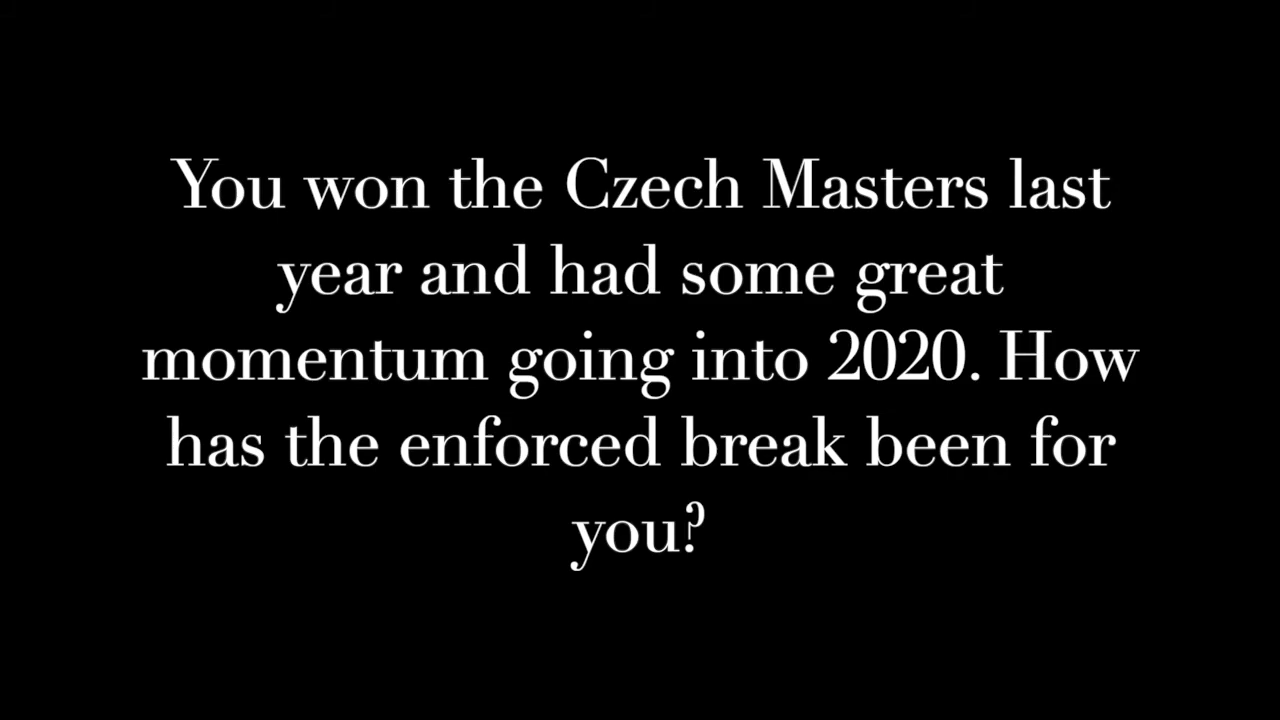 You won the Czech Masters last
year and had some great
momentum going into 2020. How
has the enforced break been for
you?